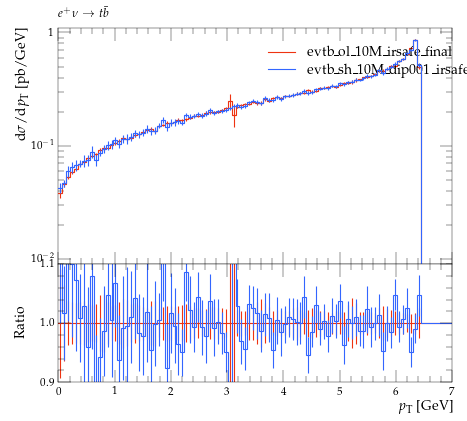 e⁺ν → tb̄
dσ/dp_T [pb/GeV]
1
10⁻¹
10⁻²
evtb_ol_10M_irsafe_final
evtb_sh_10M_dip001_irsafe
Ratio
1.1
1.0
0.9
0 1 2 3 4 5 6 7
p_T [GeV]